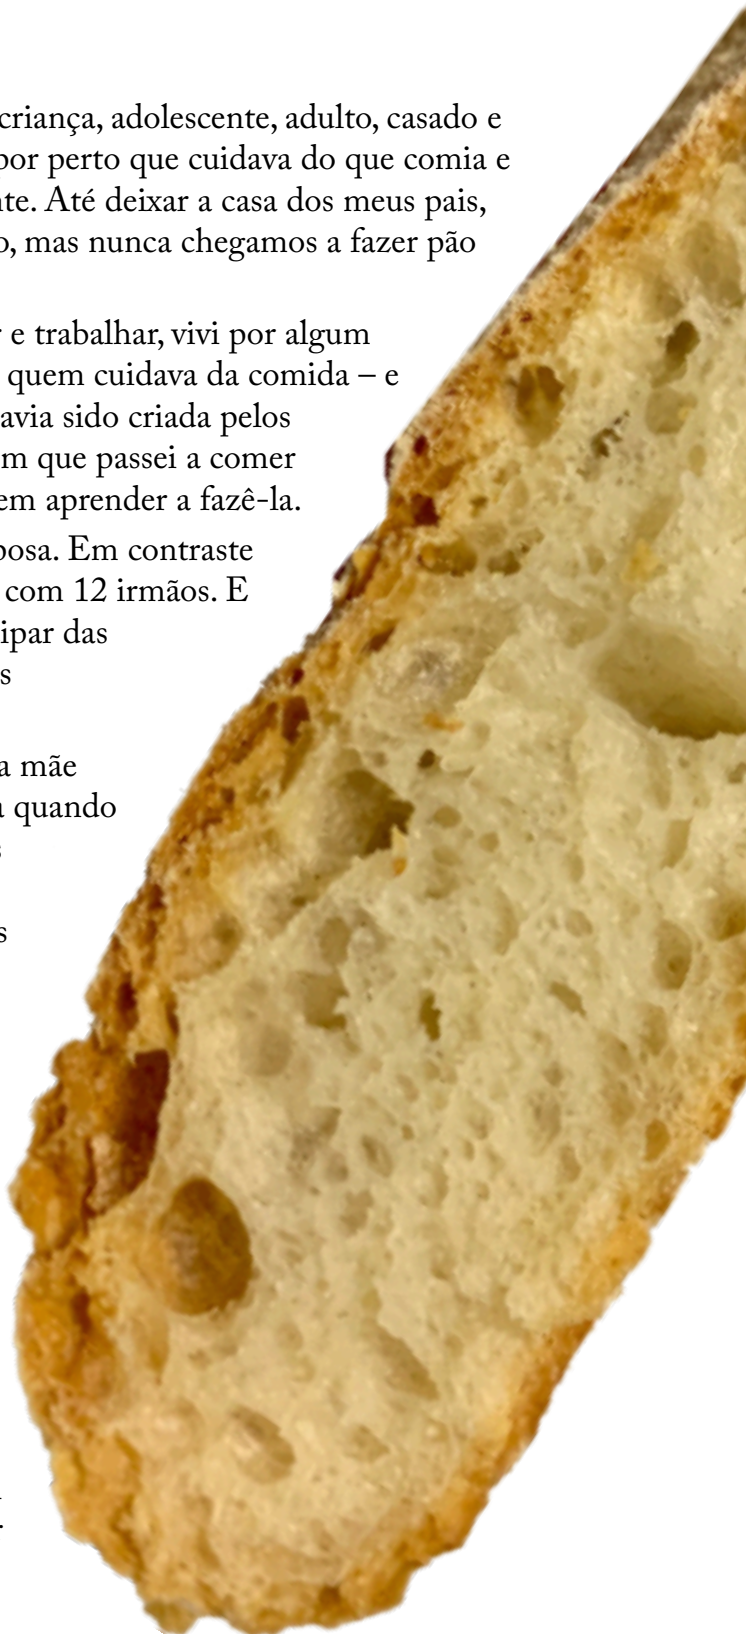 criança, adolescente, adulto, casado e
por perto que cuidava do que comia e
nte. Até deixar a casa dos meus pais,
o, mas nunca chegamos a fazer pão
r e trabalhar, vivi por algum
quem cuidava da comida – e
avia sido criada pelos
m que passei a comer
em aprender a fazê-la.
posa. Em contraste
com 12 irmãos. E
ipar das
s
a mãe
a quando
s
s